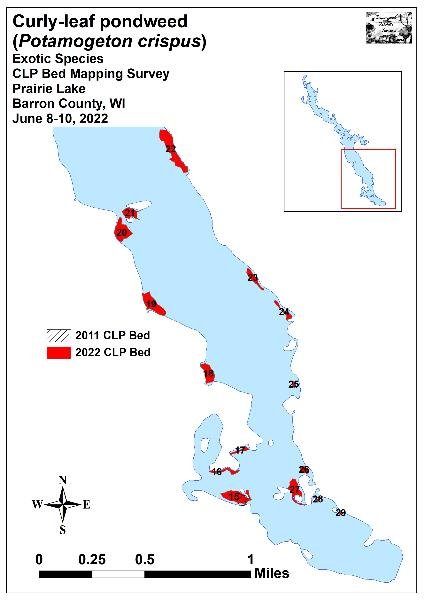 Curly-leaf pondweed
(Potamogeton crispus)
Exotic Species
CLP Bed Mapping Survey
Prairie Lake
Barron County, WI
June 8-10, 2022
22
21
20
23
19
24
2011 CLP Bed
2022 CLP Bed
18
25
17
16
26
15
27
28
29
N
W E
S
0 0.25 0.5 1
Miles